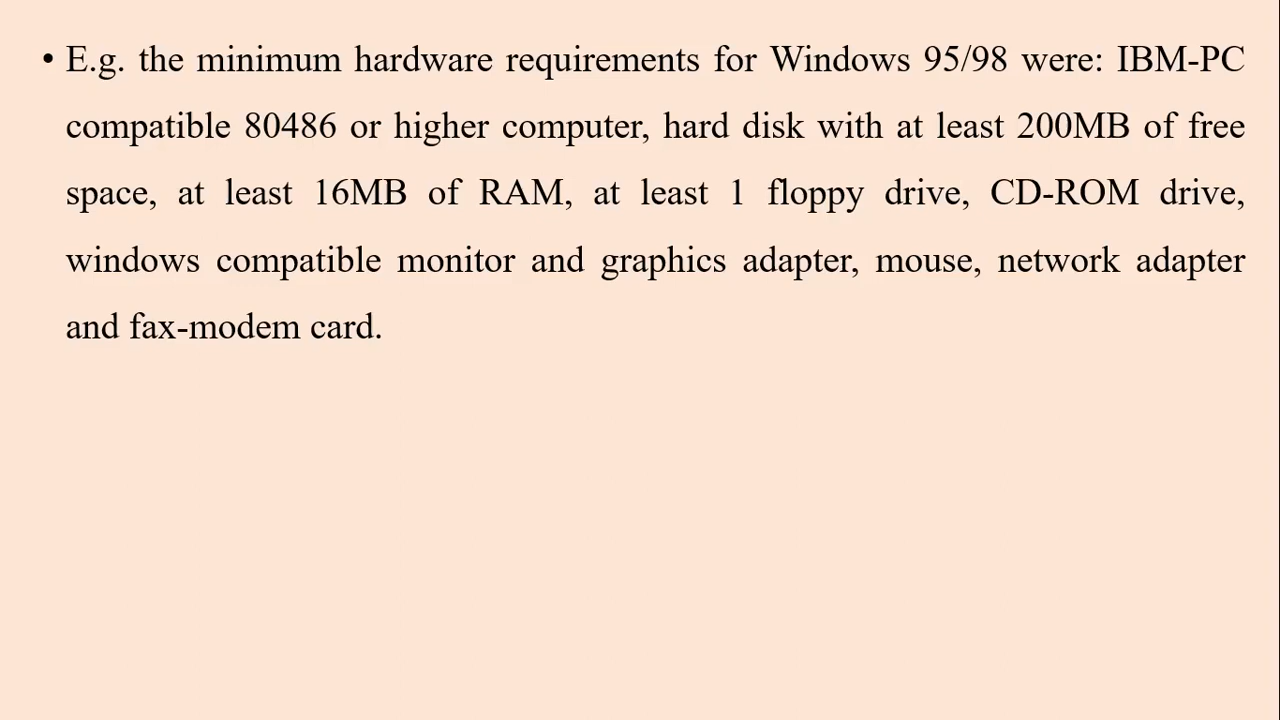 • E.g. the minimum hardware requirements for Windows 95/98 were: IBM-PC
compatible 80486 or higher computer, hard disk with at least 200MB of free
space, at least 16MB of RAM, at least 1 floppy drive, CD-ROM drive,
windows compatible monitor and graphics adapter, mouse, network adapter
and fax-modem card.